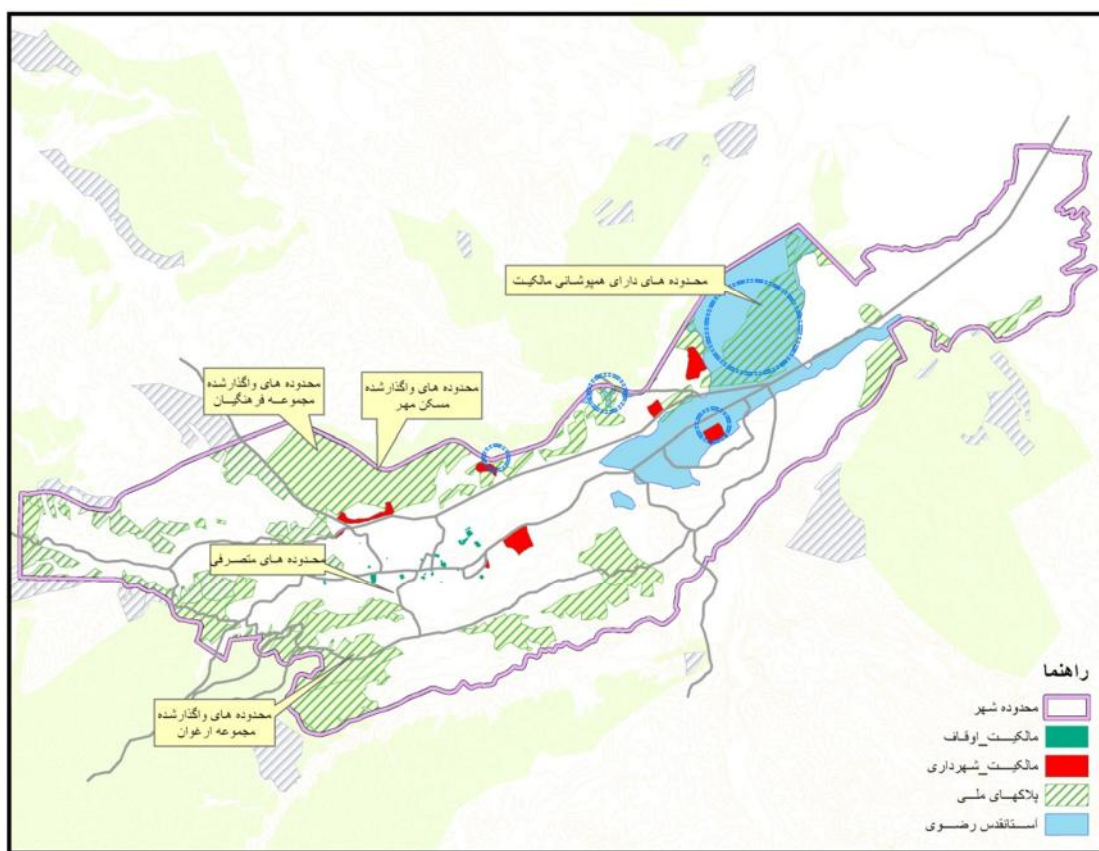 محدوده های دارای همپوشانی مالکیت
محدوده های واگذارشده
مجموعه فرهنگیان
محدوده های واگذارشده
مسکن مهر
محدوده های متصرفی
محدوده های واگذارشده
مجموعه ارغوان
راهنما
محدوده شهر
مالکیت_اوقاف
مالکیت_شهرداری
پلاکهای ملی
آستانقدس رضوی